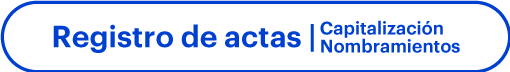 Registro de actas | Capitalización
Nombramientos